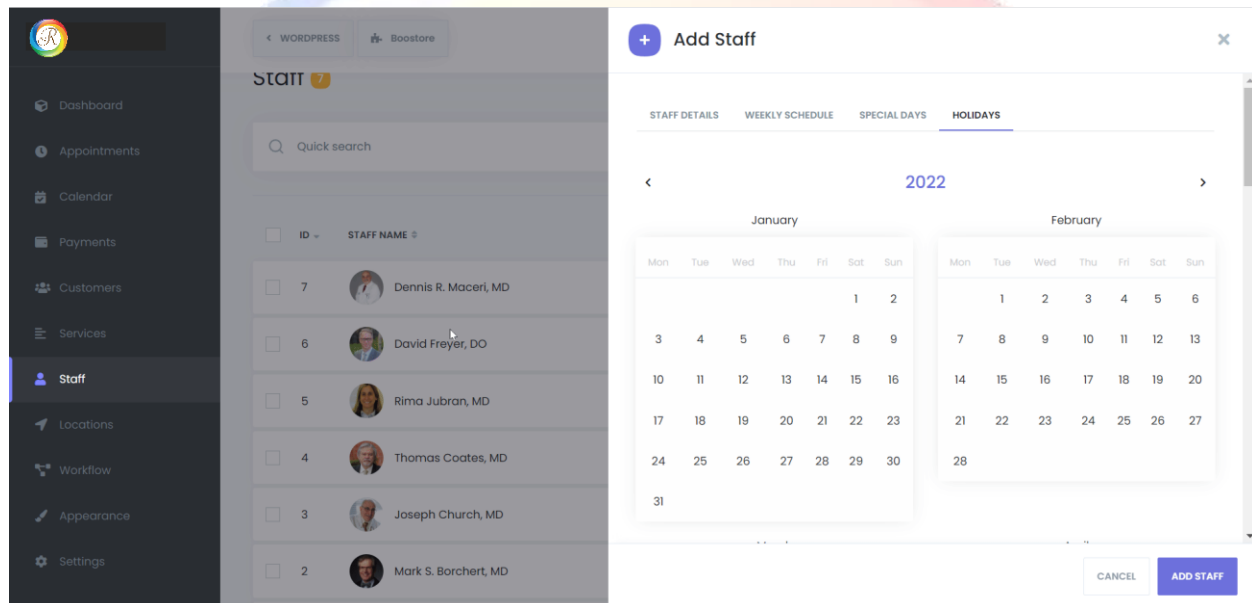 R
< WORDPRESS
Boostore
Staff 7
Quick search
ID
STAFF NAME
7
Dennis R. Maceri, MD
6
David Freyer, DO
5
Rima Jubran, MD
4
Thomas Coates, MD
3
Joseph Church, MD
2
Mark S. Borchert, MD
Dashboard
Appointments
Calendar
Payments
Customers
Services
Staff
Locations
Workflow
Appearance
Settings
+ Add Staff ×
STAFF DETAILS WEEKLY SCHEDULE SPECIAL DAYS HOLIDAYS
< 2022 >
January
Mon Tue Wed Thu Fri Sat Sun
1 2
3 4 5 6 7 8 9
10 11 12 13 14 15 16
17 18 19 20 21 22 23
24 25 26 27 28 29 30
31
February
Mon Tue Wed Thu Fri Sat Sun
1 2 3 4 5 6
7 8 9 10 11 12 13
14 15 16 17 18 19 20
21 22 23 24 25 26 27
28
CANCEL
ADD STAFF